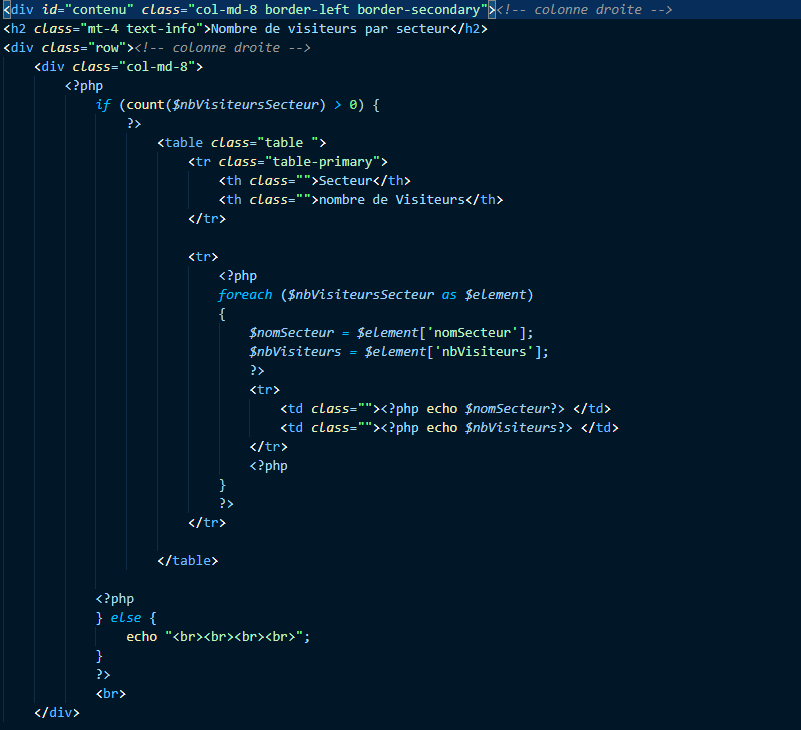 <div id="contenu" class="col-md-8 border-left border-secondary"><!-- colonne droite -->
<h2 class="mt-4 text-info">Nombre de visiteurs par secteur</h2>
<div class="row"><!-- colonne droite -->
<div class="col-md-8">
<?php
if (count($nbVisiteursSecteur) > 0) {
?>
<table class="table ">
<tr class="table-primary">
<th class="">Secteur</th>
<th class="">nombre de Visiteurs</th>
</tr>
<tr>
<?php
foreach ($nbVisiteursSecteur as $element)
{
$nomSecteur = $element['nomSecteur'];
$nbVisiteurs = $element['nbVisiteurs'];
?>
<tr>
<td class=""><?php echo $nomSecteur?> </td>
<td class=""><?php echo $nbVisiteurs?> </td>
</tr>
<?php
}
?>
</tr>
</table>
<?php
} else {
echo "<br><br><br><br>";
}
?>
<br>
</div>